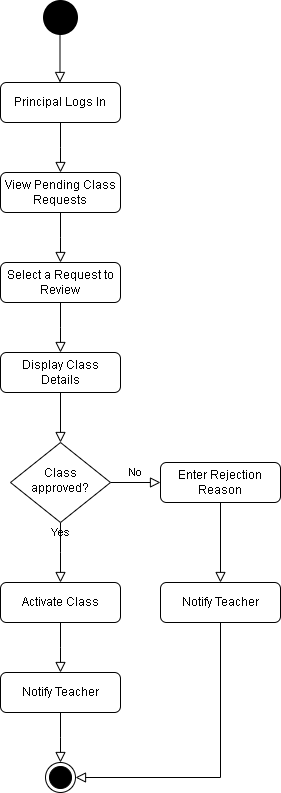 Principal Logs In
View Pending Class
Requests
Select a Request to
Review
Display Class
Details
Class
approved?
No
Enter Rejection
Reason
Yes
Activate Class
Notify Teacher
Notify Teacher